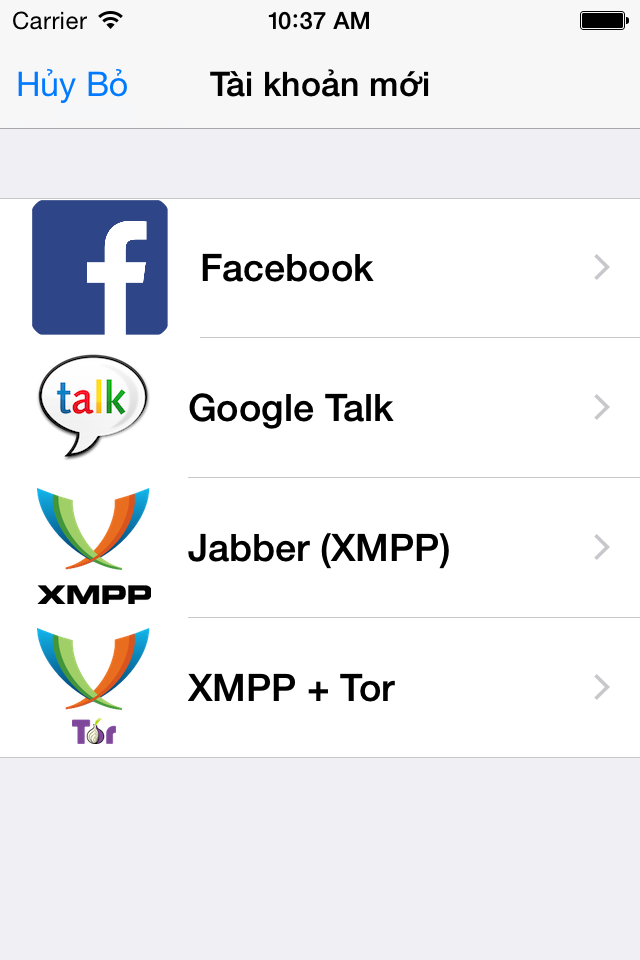 Carrier 10:37 AM
Hủy Bỏ Tài khoản mới
Facebook
talk Google Talk
Jabber (XMPP)
XMPP
XMPP + Tor
Tor